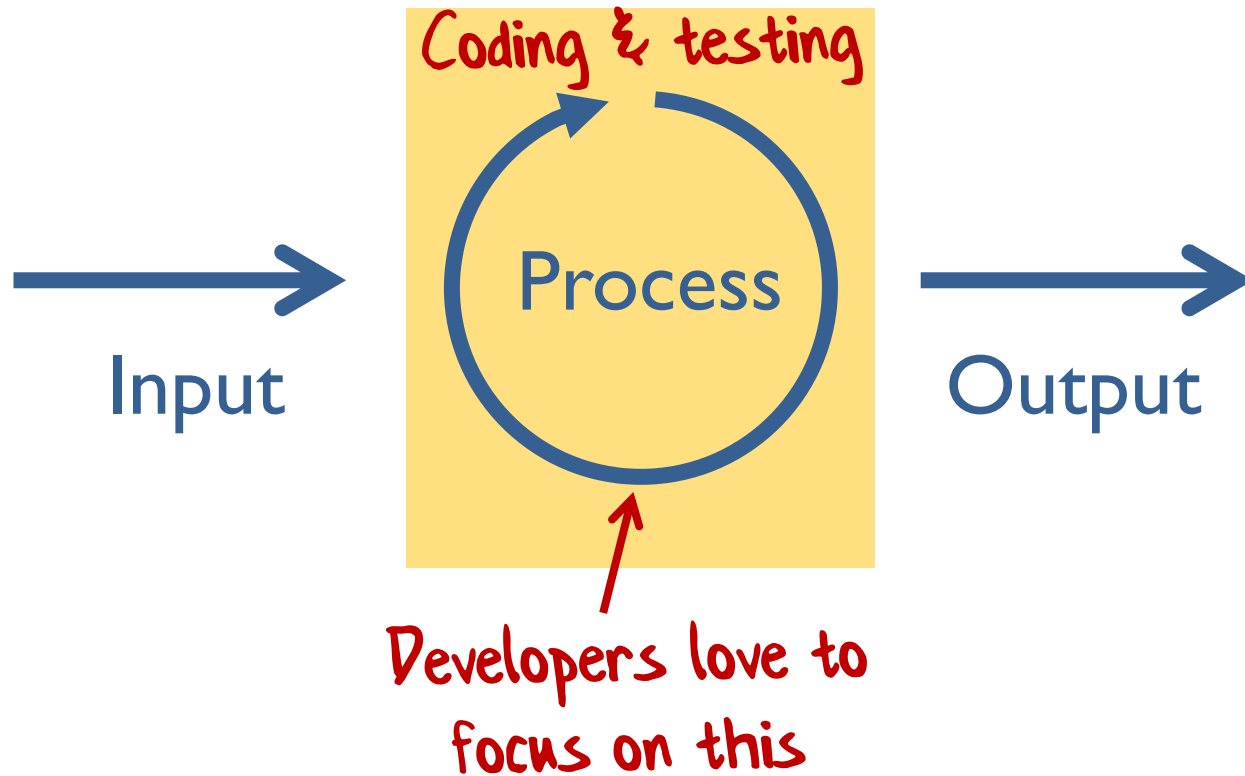 Coding & testing
Process
Input
Output
Developers love to
focus on this